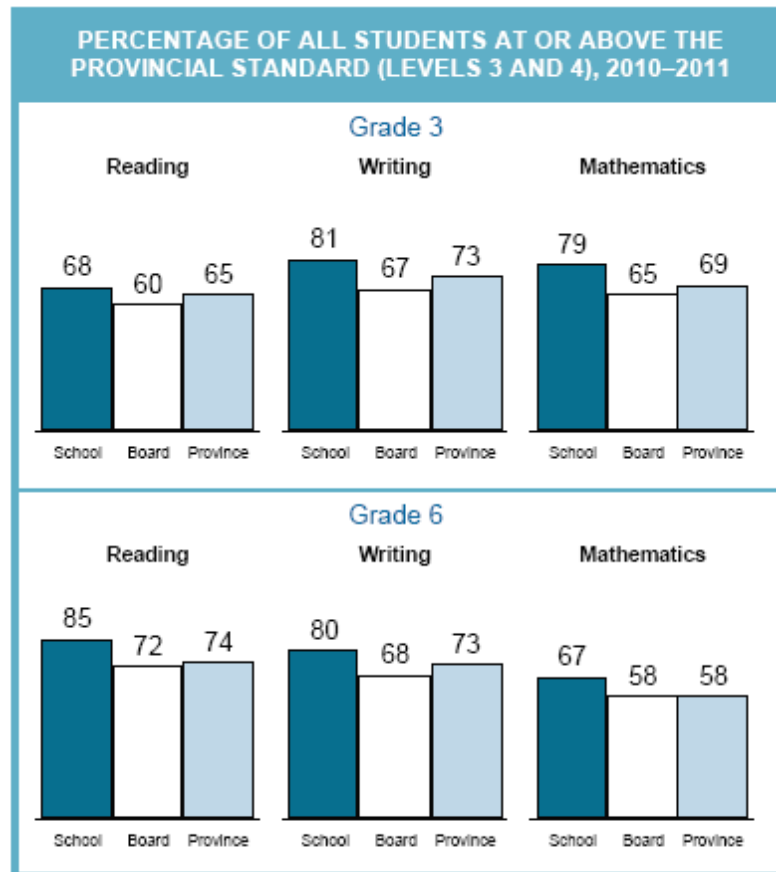 PERCENTAGE OF ALL STUDENTS AT OR ABOVE THE
PROVINCIAL STANDARD (LEVELS 3 AND 4), 2010–2011
Grade 3
Reading Writing Mathematics
68 60 65 81 67 73 79 65 69
School Board Province School Board Province School Board Province
Grade 6
Reading Writing Mathematics
85 72 74 80 68 73 67 58 58
School Board Province School Board Province School Board Province